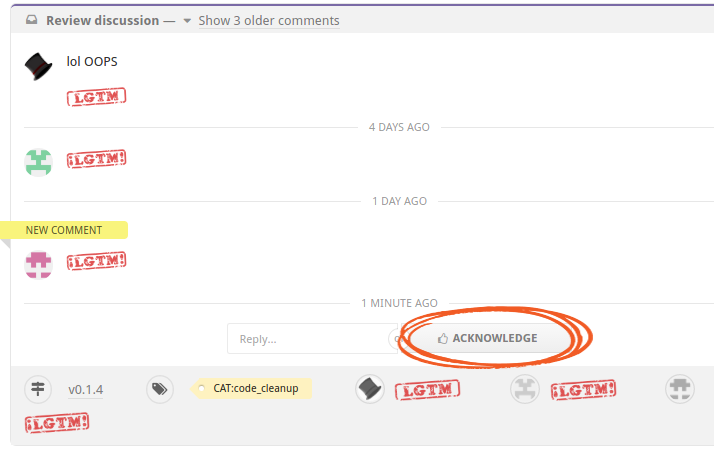 Review discussion — Show 3 older comments
lol OOPS
LGTM
4 DAYS AGO
:LGTM:
1 DAY AGO
NEW COMMENT
:LGTM:
1 MINUTE AGO
Reply... ACKNOWLEDGE
v0.1.4 CAT:code_cleanup LGTM :LGTM:
:LGTM: